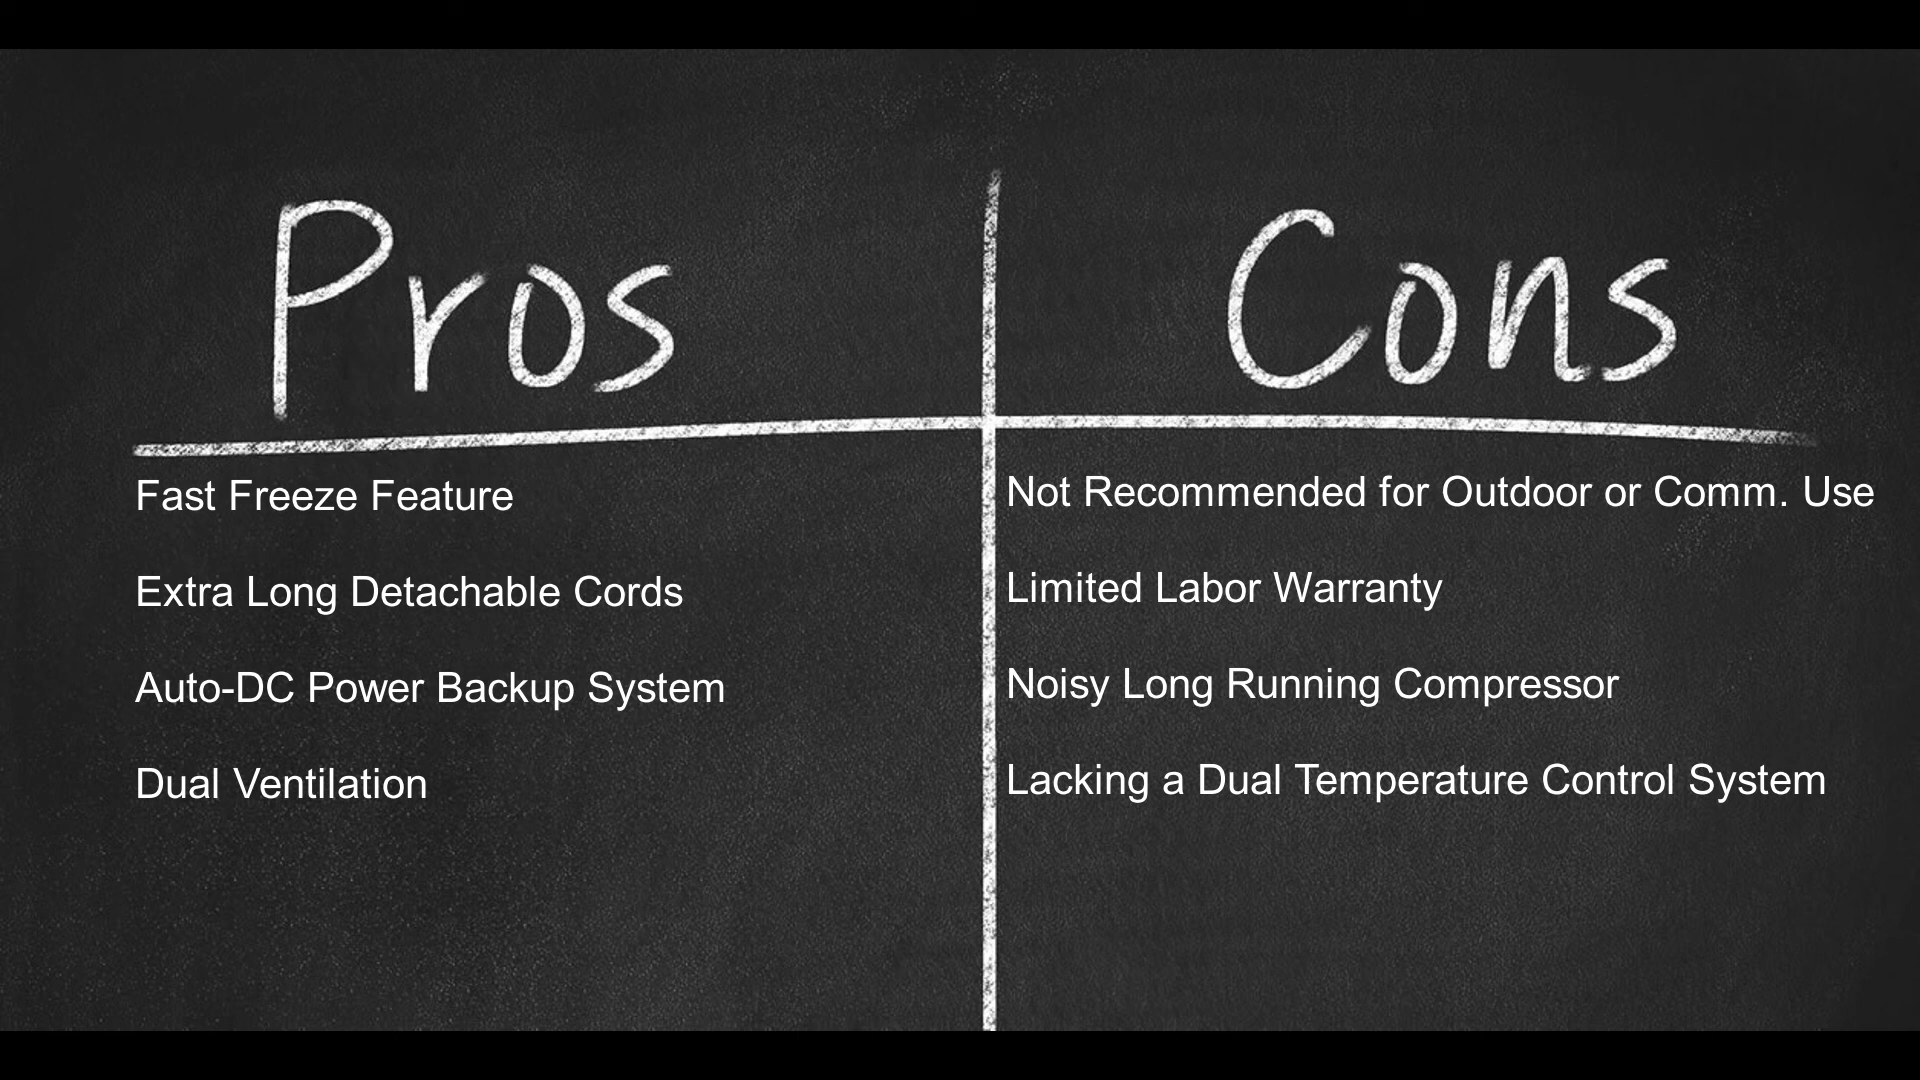 Pros
Cons
Fast Freeze Feature
Extra Long Detachable Cords
Auto-DC Power Backup System
Dual Ventilation
Not Recommended for Outdoor or Comm. Use
Limited Labor Warranty
Noisy Long Running Compressor
Lacking a Dual Temperature Control System